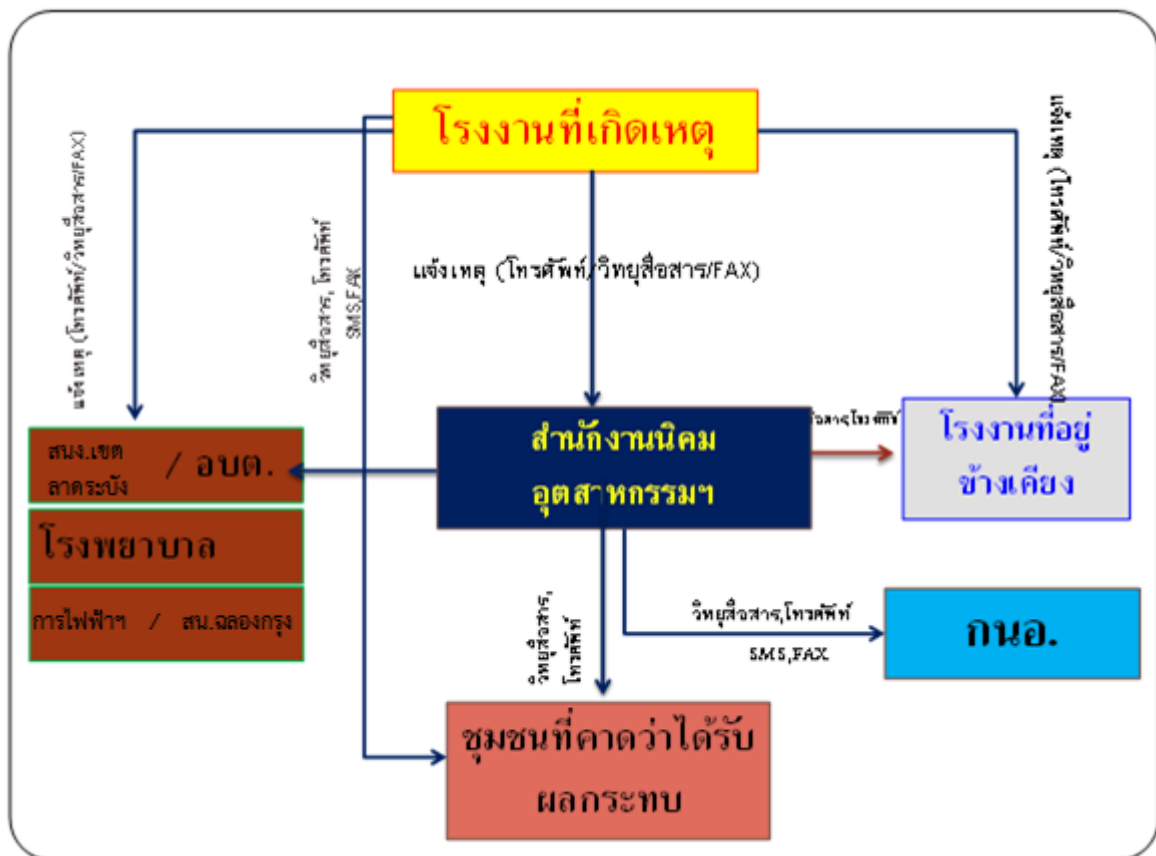 โรงงานที่เกิดเหตุ
แจ้งเหตุ (โทรศัพท์/วิทยุสื่อสาร/FAX)
วิทยุสื่อสาร, โทรศัพท์
SMS,FAX
แจ้งเหตุ (โทรศัพท์/วิทยุสื่อสาร/FAX)
แจ้งเหตุ (โทรศัพท์/วิทยุสื่อสาร/FAX)
สนง.เขต
ลาดระบัง
/ อบต.
โรงพยาบาล
การไฟฟ้าฯ / สน.ฉลองกรุง
สำนักงานนิคม
อุตสาหกรรมฯ
โรงงานที่อยู่
ข้างเคียง
วิทยุสื่อสาร,
โทรศัพท์
วิทยุสื่อสาร,โทรศัพท์
SMS,FAX
กนอ.
ชุมชนที่คาดว่าได้รับ
ผลกระทบ